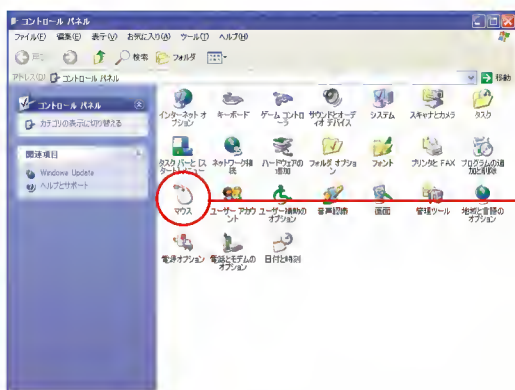 コントロール パネル
ファイル(F) 編集(E) 表示(V) お気に入り(A) ツール(T) ヘルプ(H)
検索 フォルダ
アドレス(D) コントロール パネル 移動
コントロール パネル
カテゴリの表示に切り替える
関連項目
Windows Update
ヘルプとサポート
インターネット オプション
キーボード
ゲーム コントローラ
サウンドとオーディオ デバイス
システム
スキャナとカメラ
タスク
タスク バーと [スタート] メニュー
ネットワーク接続
ハードウェアの追加
フォルダ オプション
フォント
プリンタと FAX
プログラムの追加と削除
マウス
ユーザー アカウント
ユーザー補助のオプション
音声認識
画面
管理ツール
地域と言語のオプション
電源オプション
電話とモデムのオプション
日付と時刻